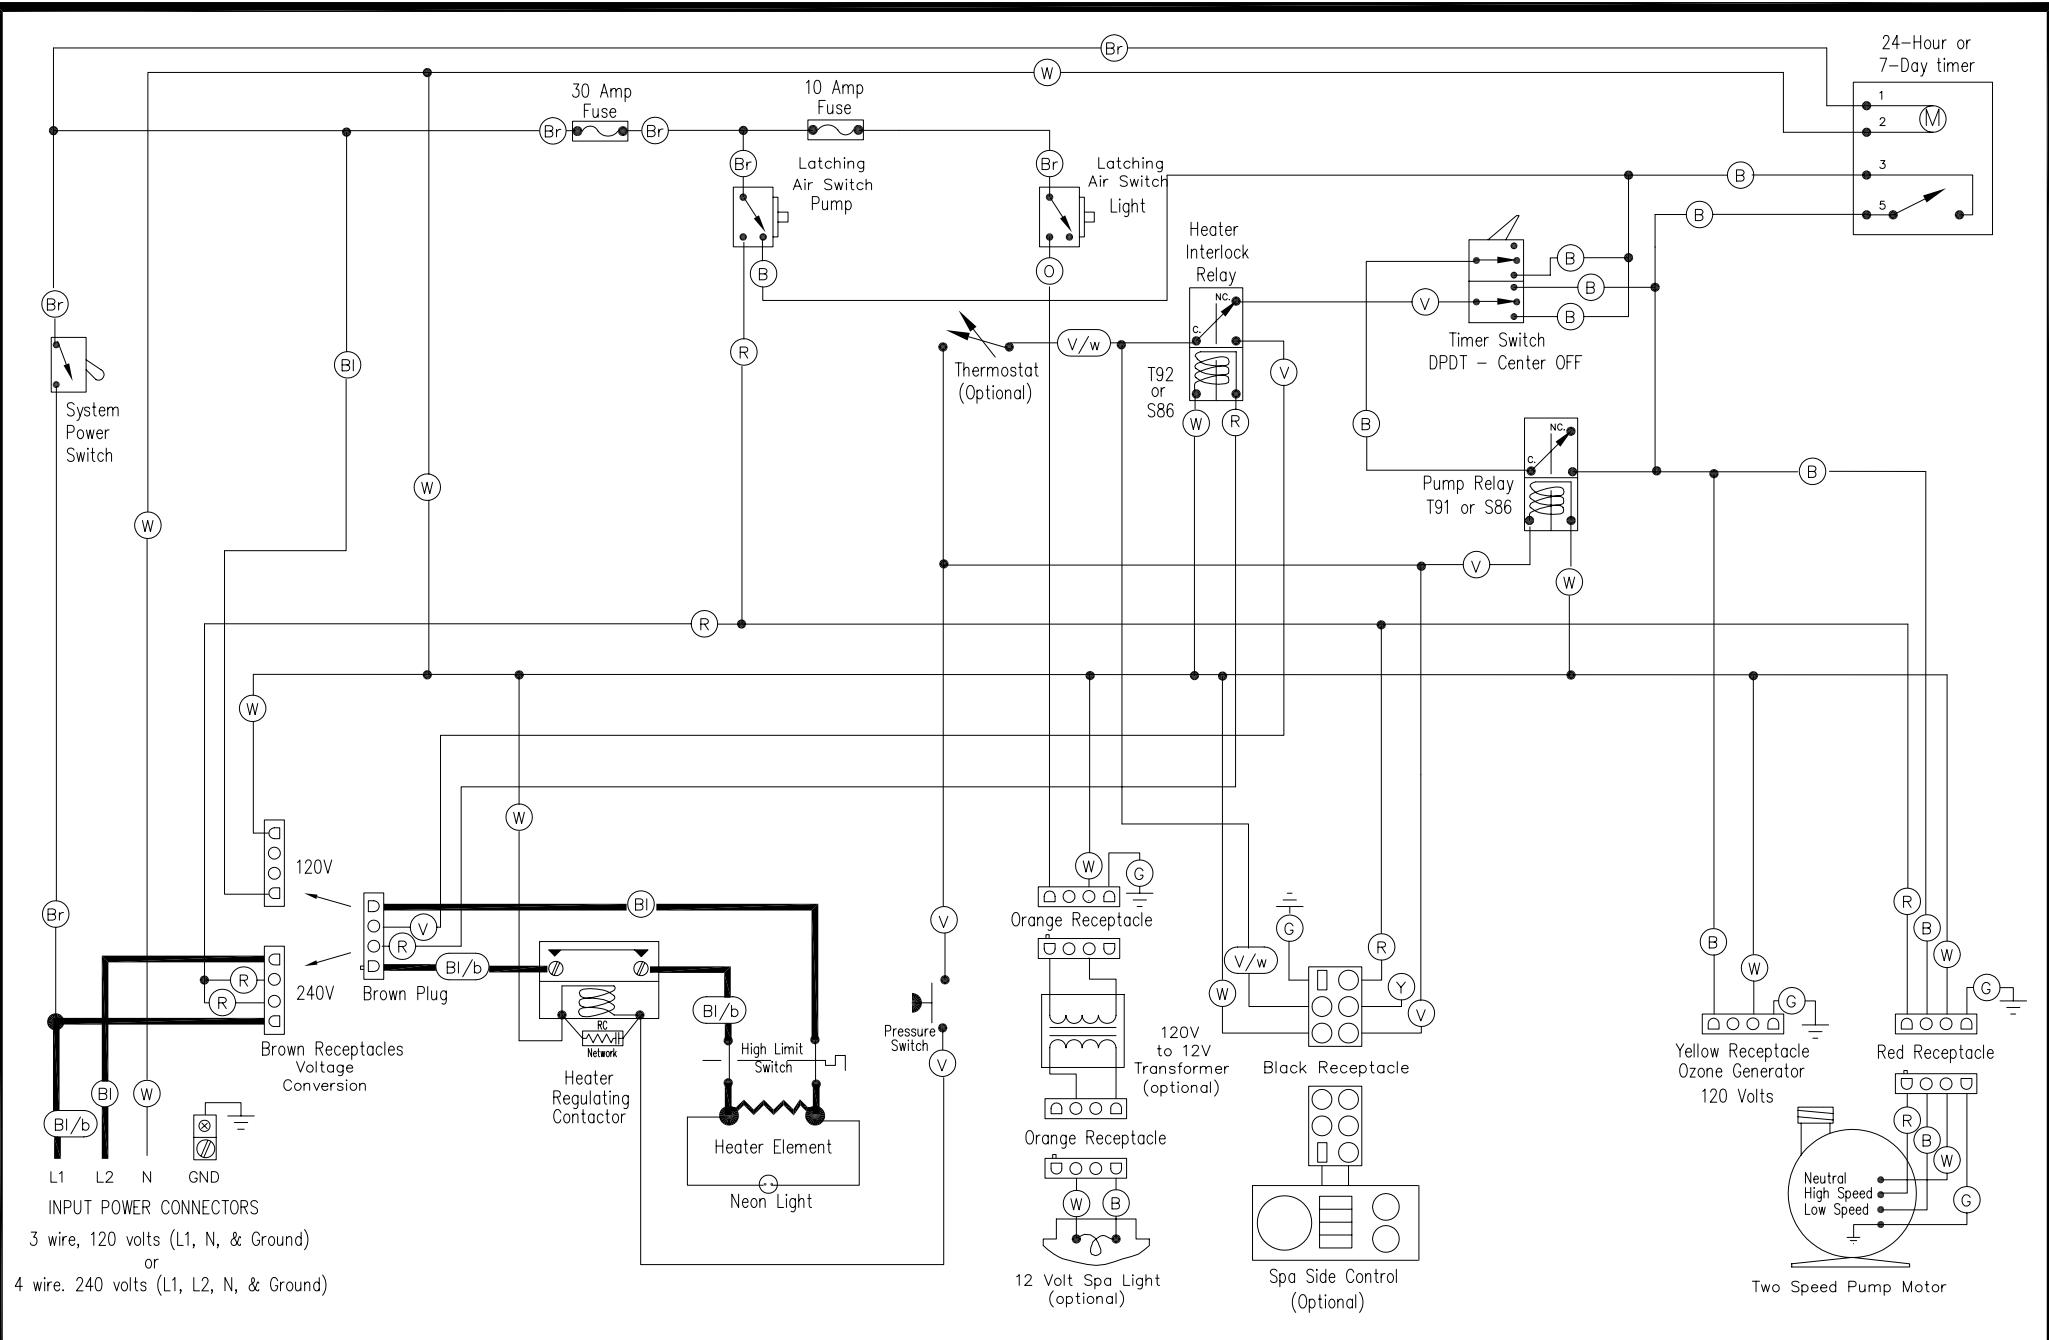 Br
24-Hour or
7-Day timer
W
30 Amp
Fuse
10 Amp
Fuse
1
2
M
3
5
Br
Br
Br
Latching
Air Switch
Pump
Br
Latching
Air Switch
Light
B
B
B
O
Heater
Interlock
Relay
NC.
C.
T92
or
S86
V
B
B
B
Timer Switch
DPDT - Center OFF
Br
System
Power
Switch
Bl
R
Thermostat
(Optional)
V/w
V
W
R
B
NC.
C.
Pump Relay
T91 or S86
B
W
W
V
W
R
W
W
120V
Bl
V
R
Bl/b
Brown Plug
Br
R
R
240V
Brown Receptacles
Voltage
Conversion
Bl
W
Bl/b
L1
L2
N
GND
INPUT POWER CONNECTORS
3 wire, 120 volts (L1, N, & Ground)
or
4 wire. 240 volts (L1, L2, N, & Ground)
RC
Network
Heater
Regulating
Contactor
Bl/b
High Limit
Switch
Heater Element
Neon Light
V
Pressure
Switch
V
W
G
Orange Receptacle
120V
to 12V
Transformer
(optional)
Orange Receptacle
W
B
12 Volt Spa Light
(optional)
G
V/w
W
R
Y
V
Black Receptacle
Spa Side Control
(Optional)
B
W
G
Yellow Receptacle
Ozone Generator
120 Volts
R
B
W
G
Red Receptacle
R
B
W
G
Neutral
High Speed
Low Speed
Two Speed Pump Motor